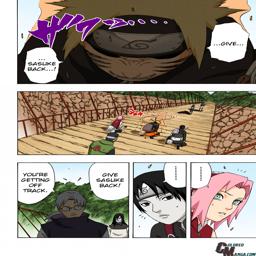 ...GIVE...
...
SASUKE
BACK...!
GIVE
SASUKE
BACK!
YOU'RE
GETTING
OFF
TRACK.
COLORED
MANGA.COM